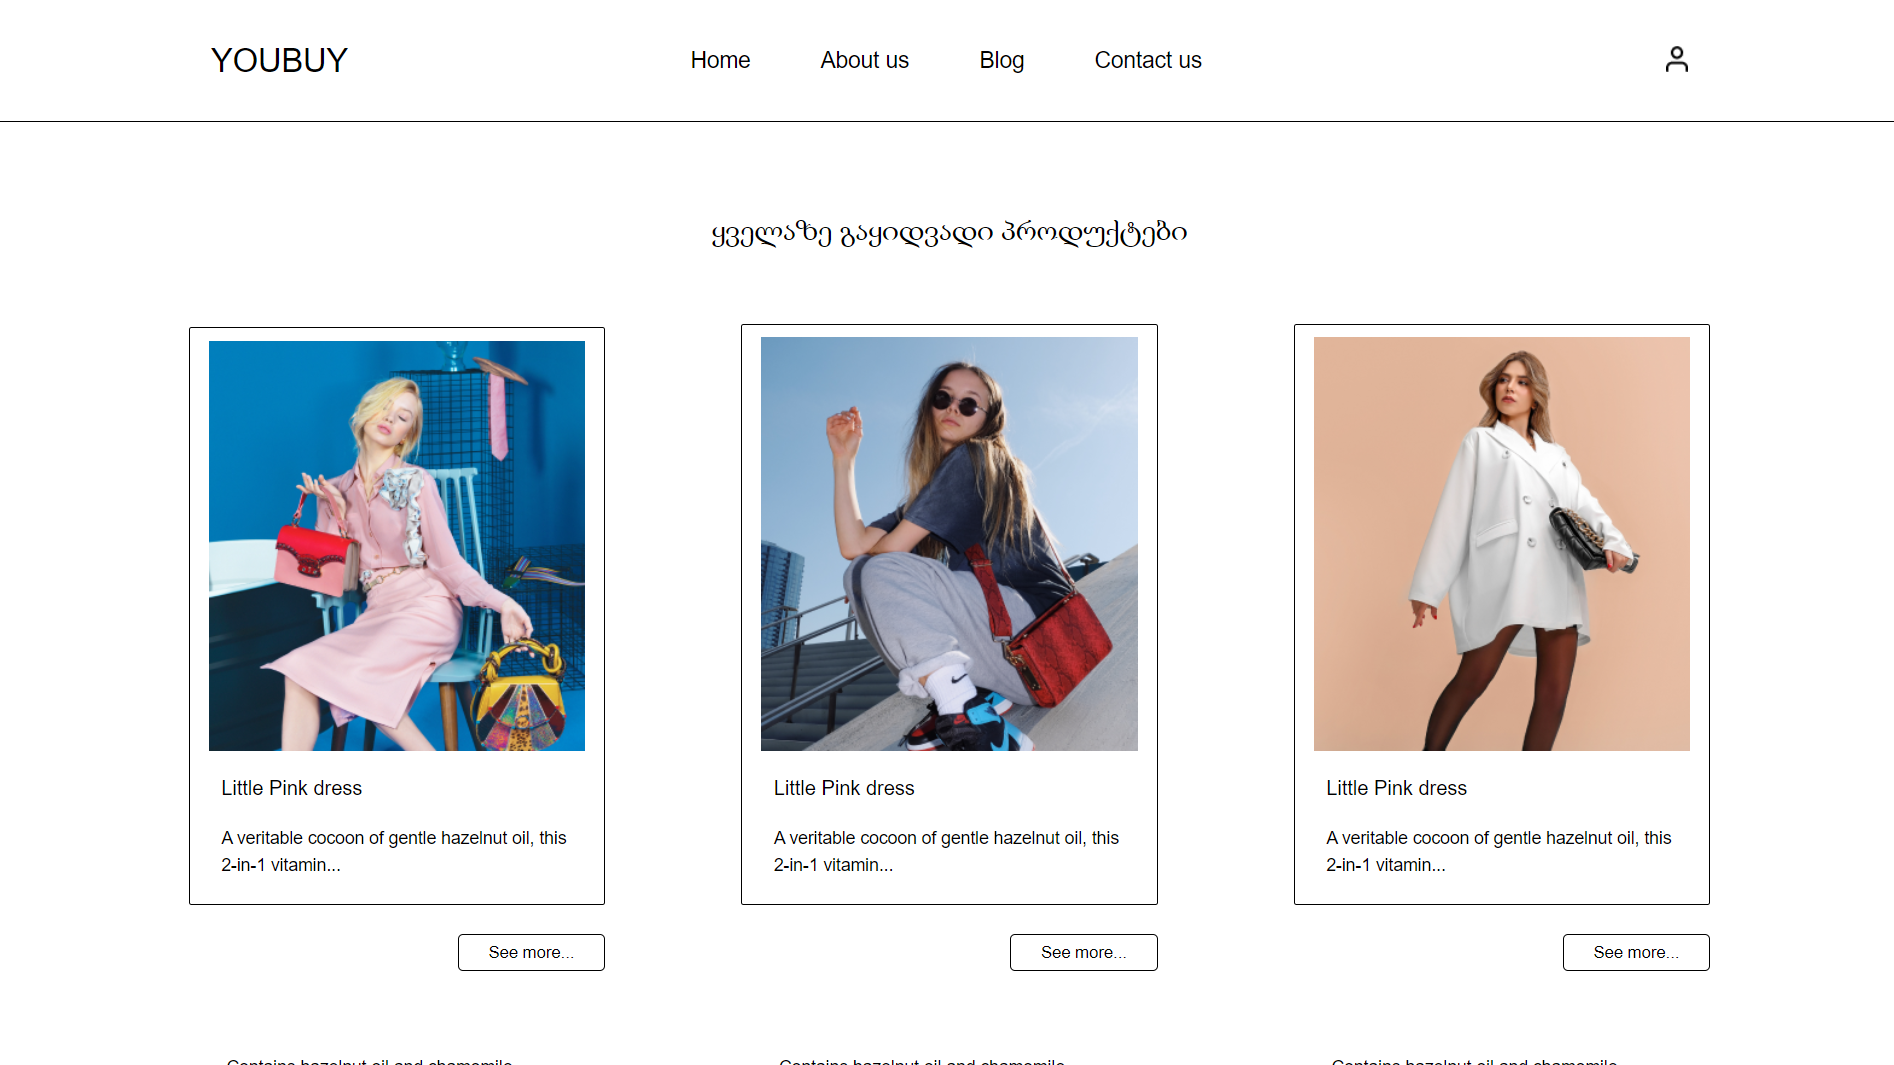 YOUBUY
Home
About us
Blog
Contact us
ყველაზე გაყიდვადი პროდუქტები
Little Pink dress
A veritable cocoon of gentle hazelnut oil, this
2-in-1 vitamin...
See more...
Little Pink dress
A veritable cocoon of gentle hazelnut oil, this
2-in-1 vitamin...
See more...
Little Pink dress
A veritable cocoon of gentle hazelnut oil, this
2-in-1 vitamin...
See more...
Contains hazelnut oil and chamomile
Contains hazelnut oil and chamomile
Contains hazelnut oil and chamomile